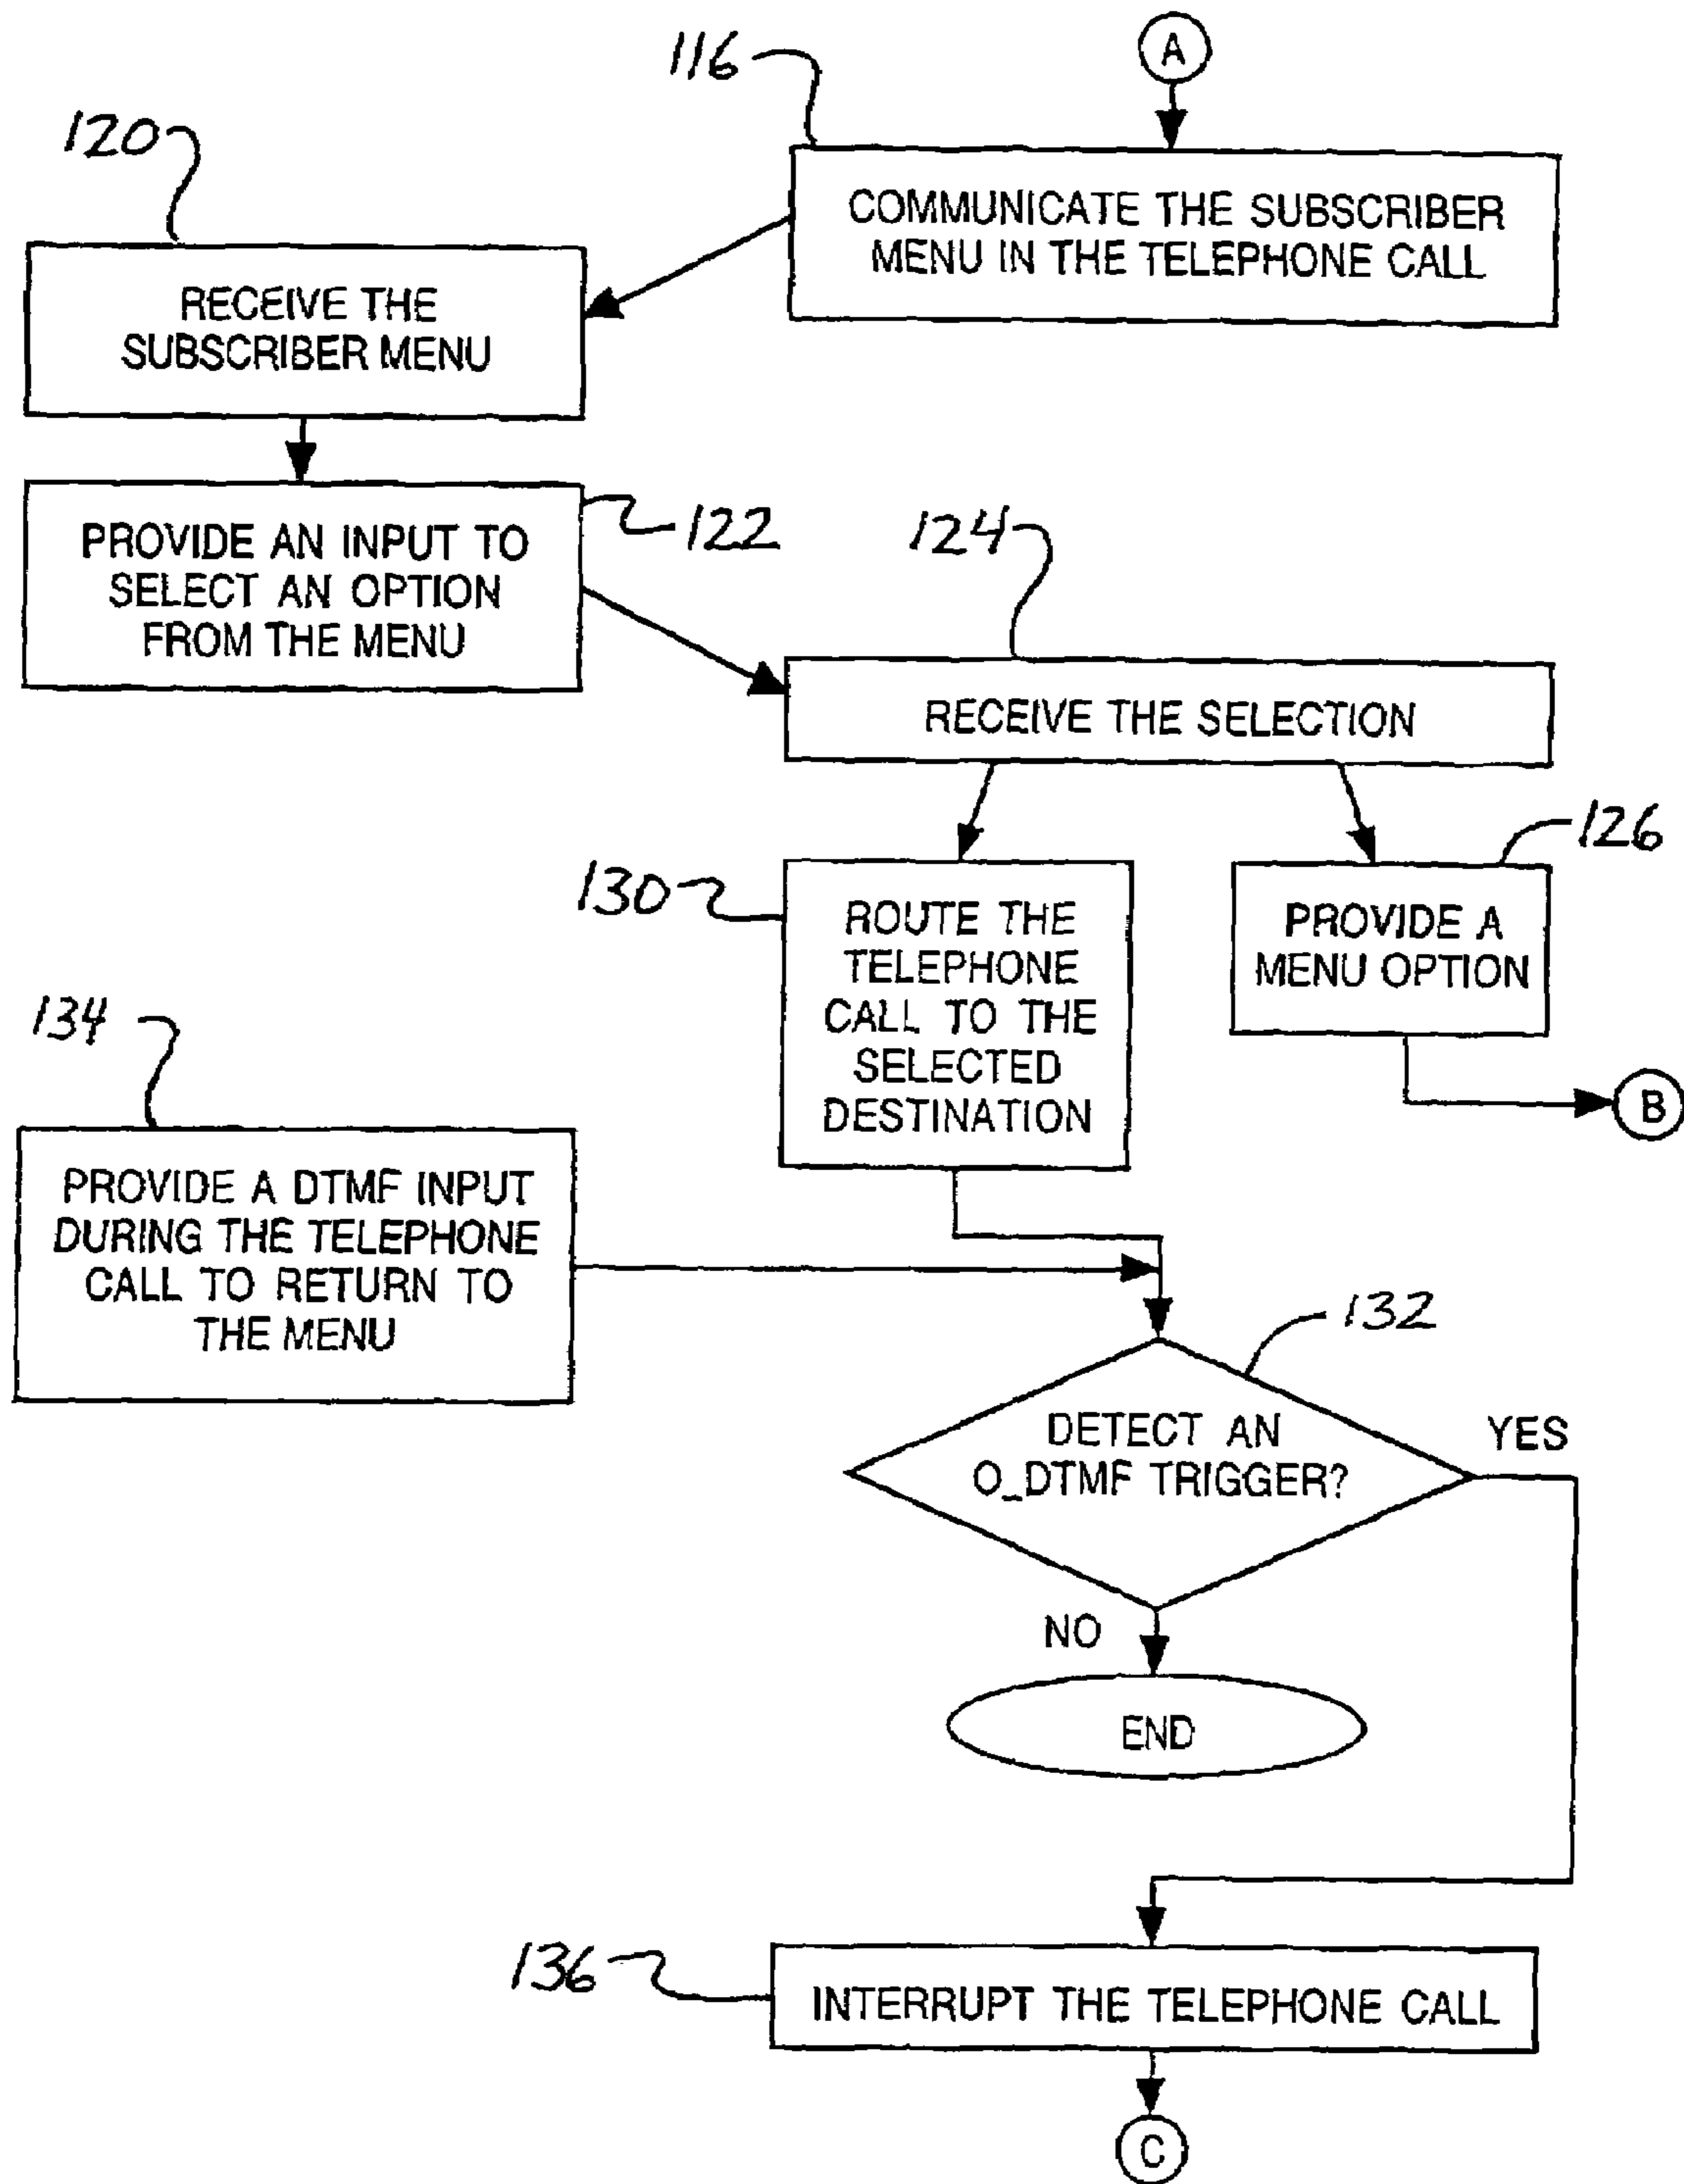 A
116
COMMUNICATE THE SUBSCRIBER
MENU IN THE TELEPHONE CALL
120
RECEIVE THE
SUBSCRIBER MENU
PROVIDE AN INPUT TO
SELECT AN OPTION
FROM THE MENU
122
124
RECEIVE THE SELECTION
130
ROUTE THE
TELEPHONE
CALL TO THE
SELECTED
DESTINATION
126
PROVIDE A
MENU OPTION
B
134
PROVIDE A DTMF INPUT
DURING THE TELEPHONE
CALL TO RETURN TO
THE MENU
132
DETECT AN
O_DTMF TRIGGER?
YES
NO
END
136
INTERRUPT THE TELEPHONE CALL
C